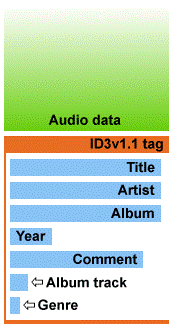 Audio data
ID3v1.1 tag
Title
Artist
Album
Year
Comment
⇦ Album track
⇦ Genre